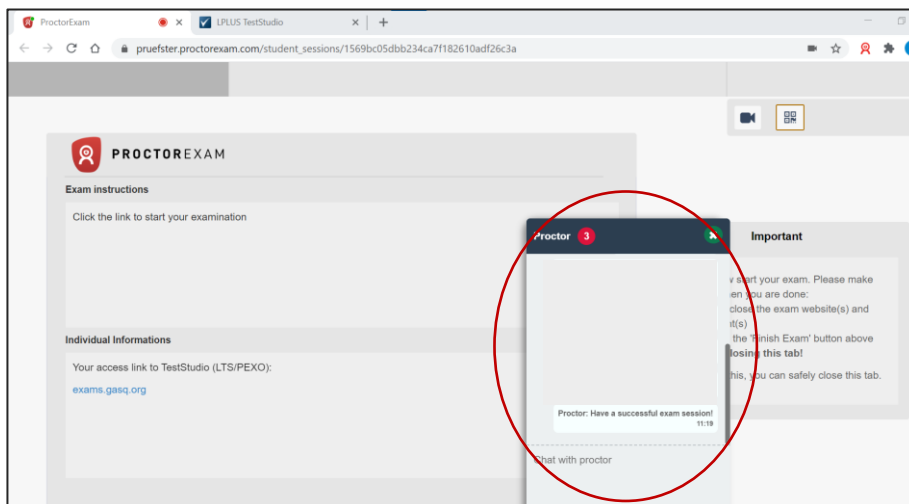 ProctorExam
LPLUS TestStudio
pruefster.proctorexam.com/student_sessions/1569bc05dbb234ca7f182610adf26c3a
PROCTOREXAM
Exam instructions
Click the link to start your examination
Individual Informations
Your access link to TestStudio (LTS/PEXO):
exams.gasq.org
Proctor 3
Proctor: Have a successful exam session!
11:19
Chat with proctor
Important
start your exam. Please make
you are done:
close the exam website(s) and
the 'Finish Exam' button above
losing this tab!
his, you can safely close this tab.